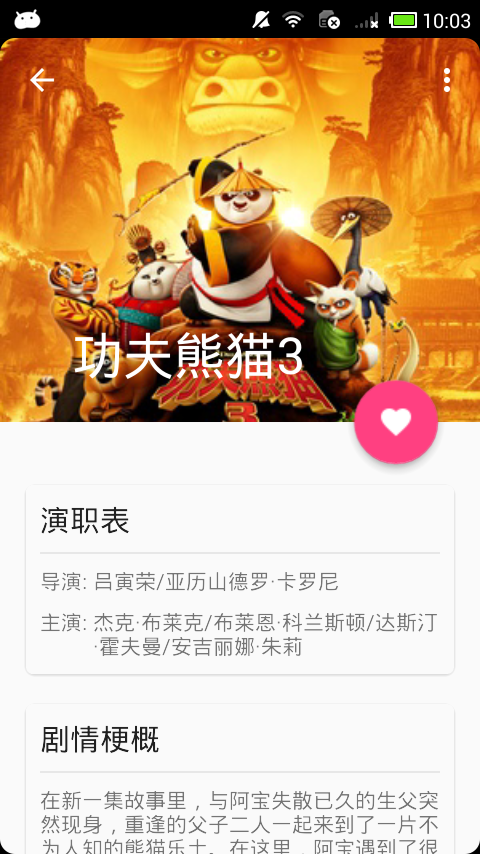 10:03
功夫熊猫3
功夫熊猫
3
演职表
导演: 吕寅荣/亚历山德罗·卡罗尼
主演: 杰克·布莱克/布莱恩·科兰斯顿/达斯汀
·霍夫曼/安吉丽娜·朱莉
剧情梗概
在新一集故事里，与阿宝失散已久的生父突
然现身，重逢的父子二人一起来到了一片不
为人知的熊猫乐土。在这里，阿宝遇到了很